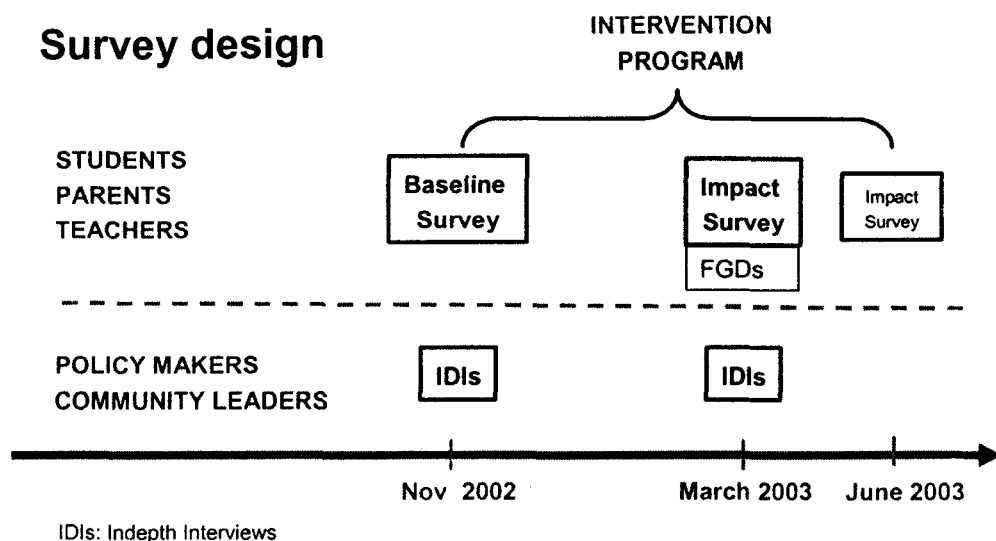 Survey design
INTERVENTION
PROGRAM
STUDENTS
PARENTS
TEACHERS
Baseline
Survey
Impact
Survey
FGDs
Impact
Survey
POLICY MAKERS
COMMUNITY LEADERS
IDIs
IDIs
Nov 2002
March 2003
June 2003
IDIs: Indepth Interviews